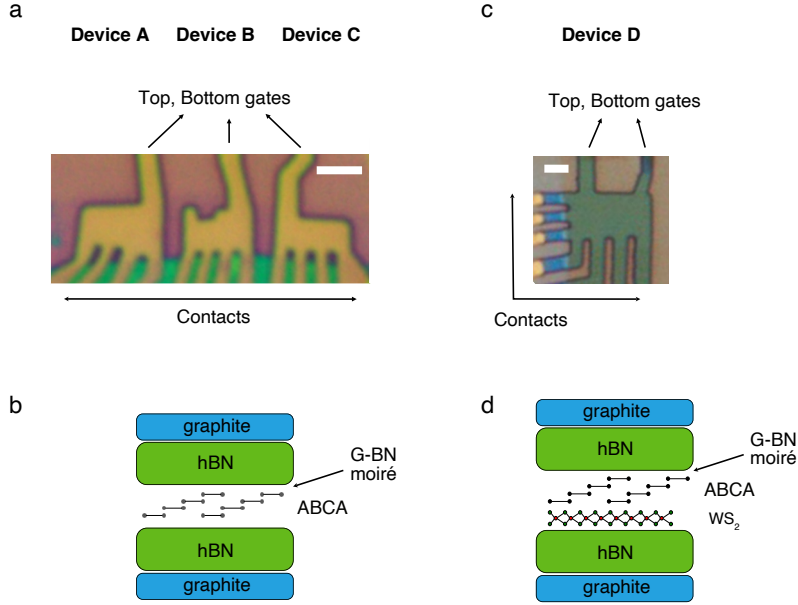 a
Device A Device B Device C
Top, Bottom gates
Contacts
c
Device D
Top, Bottom gates
Contacts
b
graphite
hBN
G-BN
moiré
ABCA
hBN
graphite
d
graphite
hBN
G-BN
moiré
ABCA
WS₂
hBN
graphite